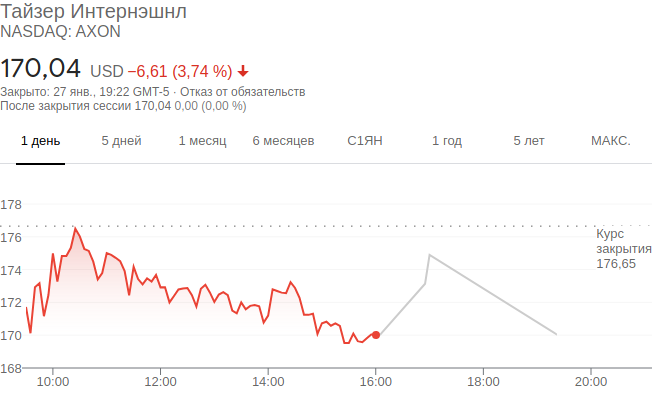 Тайзер Интернэшнл
NASDAQ: AXON
170,04 USD −6,61 (3,74 %)
Закрыто: 27 янв., 19:22 GMT-5 · Отказ от обязательств
После закрытия сессии 170,04 0,00 (0,00 %)
1 день 5 дней 1 месяц 6 месяцев С1ЯН 1 год 5 лет МАКС.
178
176
174
172
170
168
Курс
закрытия
176,65
10:00 12:00 14:00 16:00 18:00 20:00